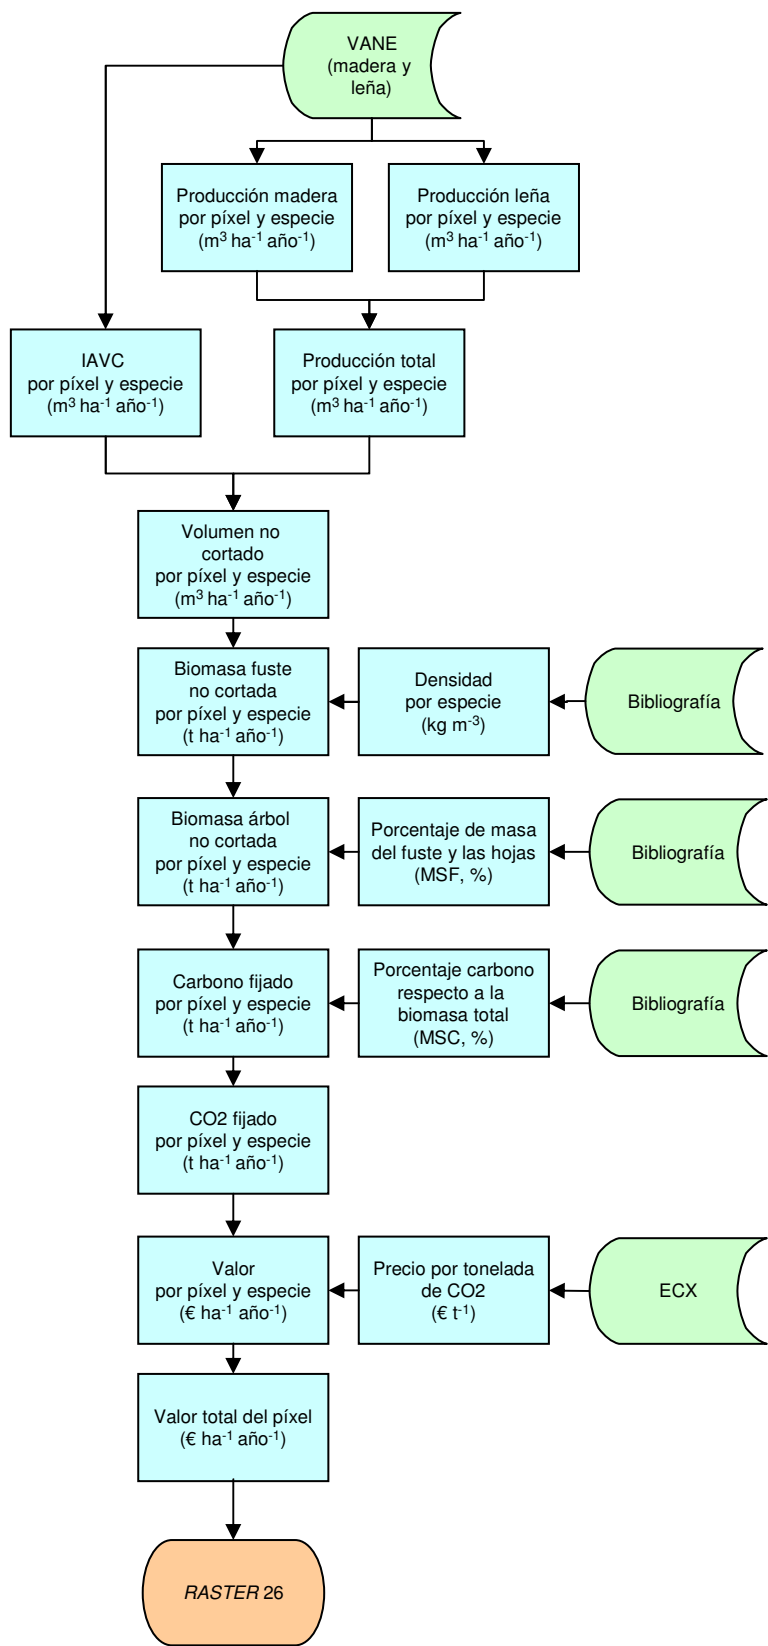 VANE
(madera y
leña)
Producción madera
por píxel y especie
(m³ ha⁻¹ año⁻¹)
Producción leña
por píxel y especie
(m³ ha⁻¹ año⁻¹)
IAVC
por píxel y especie
(m³ ha⁻¹ año⁻¹)
Producción total
por píxel y especie
(m³ ha⁻¹ año⁻¹)
Volumen no
cortado
por píxel y especie
(m³ ha⁻¹ año⁻¹)
Biomasa fuste
no cortada
por píxel y especie
(t ha⁻¹ año⁻¹)
Densidad
por especie
(kg m⁻³)
Bibliografía
Biomasa árbol
no cortada
por píxel y especie
(t ha⁻¹ año⁻¹)
Porcentaje de masa
del fuste y las hojas
(MSF, %)
Bibliografía
Carbono fijado
por píxel y especie
(t ha⁻¹ año⁻¹)
Porcentaje carbono
respecto a la
biomasa total
(MSC, %)
Bibliografía
CO2 fijado
por píxel y especie
(t ha⁻¹ año⁻¹)
Valor
por píxel y especie
(€ ha⁻¹ año⁻¹)
Precio por tonelada
de CO2
(€ t⁻¹)
ECX
Valor total del píxel
(€ ha⁻¹ año⁻¹)
RASTER 26